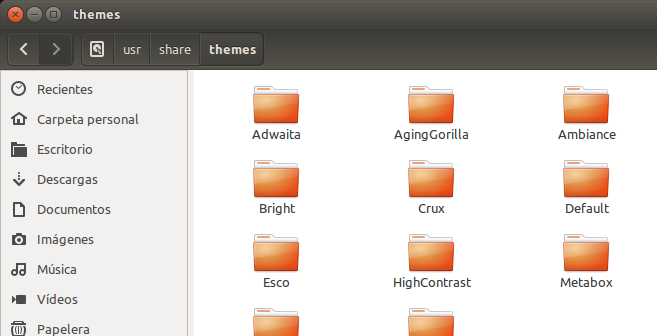 themes
usr share themes
Recientes
Carpeta personal
Escritorio
Descargas
Documentos
Imágenes
Música
Vídeos
Papelera
Adwaita AgingGorilla Ambiance
Bright Crux Default
Esco HighContrast Metabox